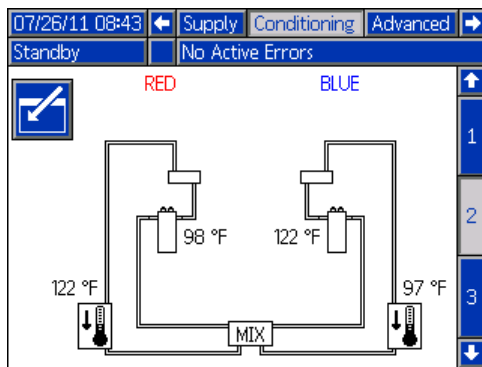 07/26/11 08:43 Supply Conditioning Advanced
Standby No Active Errors
RED BLUE
1
2
98 °F 122 °F
122 °F 97 °F
3
MIX